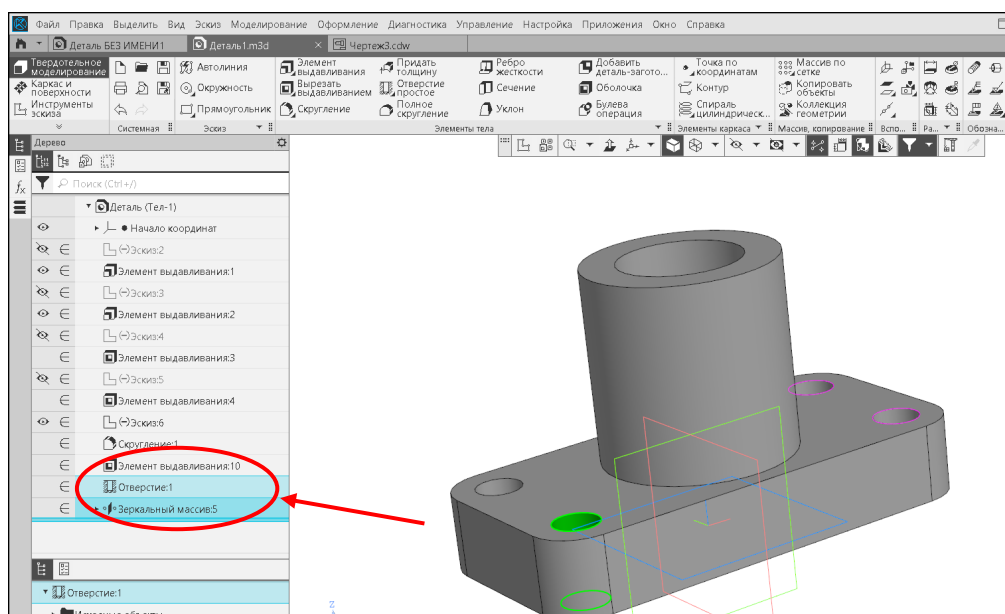 Файл Правка Выделить Вид Эскиз Моделирование Оформление Диагностика Управление Настройка Приложения Окно Справка
Деталь БЕЗ ИМЕНИ1 Деталь1.m3d × Чертеж3.cdw
Твердотельное моделирование
Каркас и поверхности
Инструменты эскиза
Системная
Автолиния
Окружность
Прямоугольник
Эскиз
Элемент выдавливания
Вырезать выдавливанием
Скругление
Придать толщину
Отверстие простое
Полное скругление
Ребро жесткости
Сечение
Уклон
Добавить деталь-загото...
Оболочка
Булева операция
Элементы тела
Точка по координатам
Контур
Спираль цилиндрическ...
Элементы каркаса
Массив по сетке
Копировать объекты
Коллекция геометрии
Массив, копирование
Вспо...
Ра...
Обозна...
Дерево
Поиск (Ctrl+/)
Деталь (Тел-1)
Начало координат
(−)Эскиз:2
Элемент выдавливания:1
(−)Эскиз:3
Элемент выдавливания:2
(−)Эскиз:4
Элемент выдавливания:3
(−)Эскиз:5
Элемент выдавливания:4
(−)Эскиз:6
Скругление:1
Элемент выдавливания:10
Отверстие:1
Зеркальный массив:5
Отверстие:1
Z